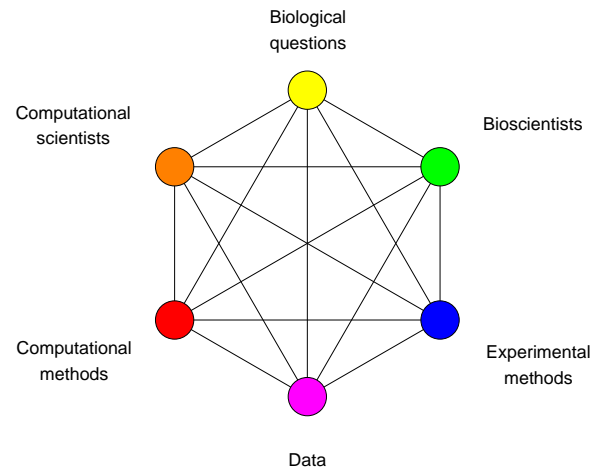 Biological
questions
Computational
scientists
Bioscientists
Computational
methods
Experimental
methods
Data